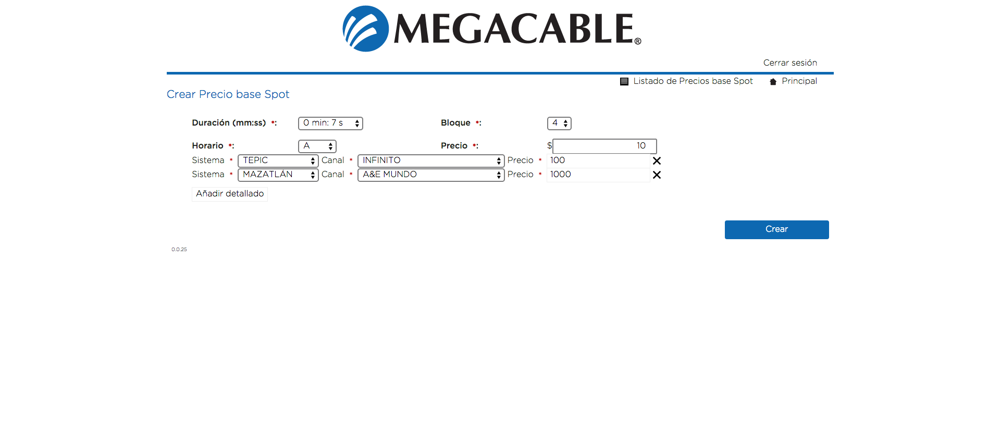 MEGACABLE®
Cerrar sesión
Listado de Precios base Spot Principal
Crear Precio base Spot
Duración (mm:ss) *: 0 min: 7 s Bloque *: 4
Horario *: A Precio *: $ 10
Sistema * TEPIC Canal * INFINITO Precio * 100
Sistema * MAZATLÁN Canal * A&E MUNDO Precio * 1000
Añadir detallado
Crear
0.0.25